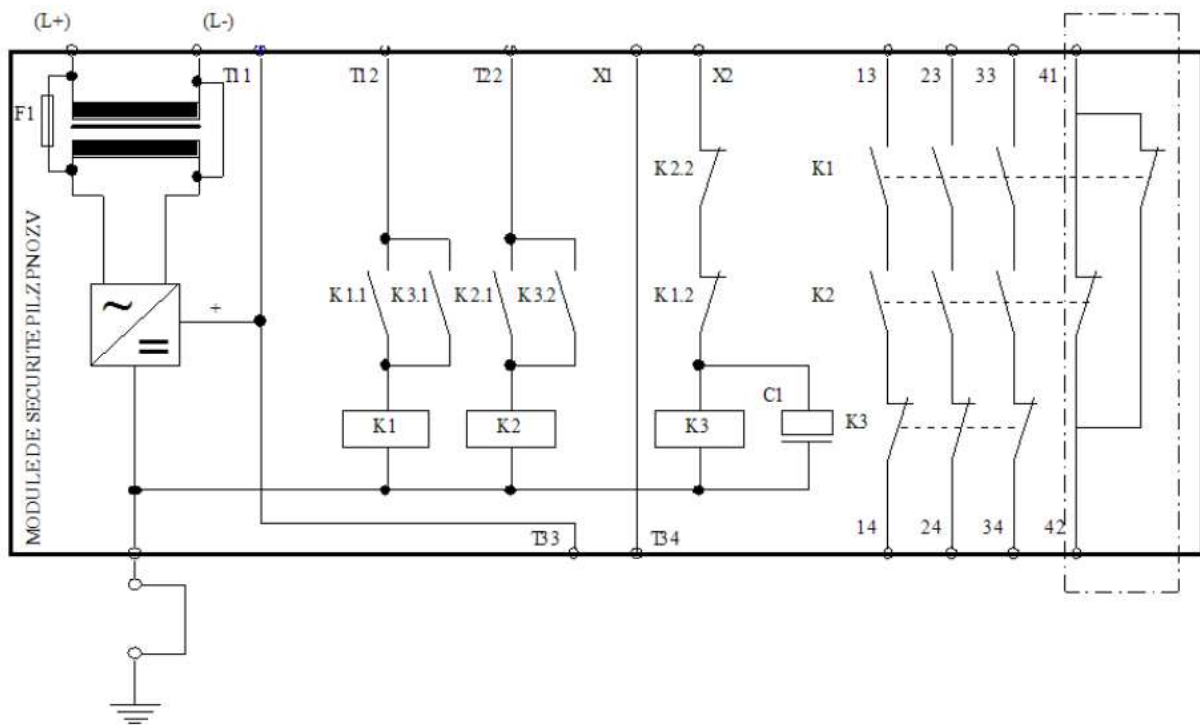 (L+) (L-)
T11 T12 T22 X1 X2 13 23 33 41
F1
K2.2 K1
K1.1 K3.1 K2.1 K3.2 K1.2 K2
+
C1
K1 K2 K3 K3
MODULE DE SECURITE PILZ PNOZV
T33 T34 14 24 34 42